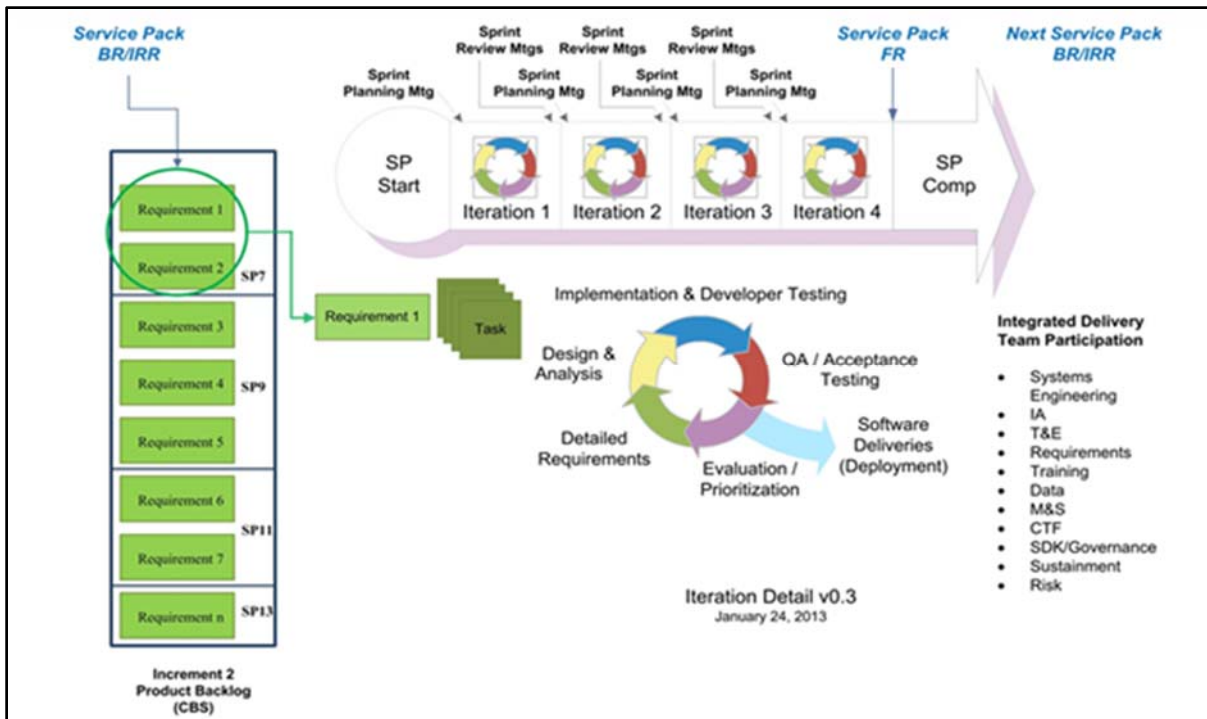 Service Pack
BR/IRR
Sprint
Review Mtgs
Sprint
Review Mtgs
Sprint
Review Mtgs
Service Pack
FR
Next Service Pack
BR/IRR
Sprint
Planning Mtg
Sprint
Planning Mtg
Sprint
Planning Mtg
Sprint
Planning Mtg
SP
Start
Iteration 1
Iteration 2
Iteration 3
Iteration 4
SP
Comp
Requirement 1
Requirement 2
SP7
Requirement 3
Requirement 4
SP9
Requirement 5
Requirement 6
SP11
Requirement 7
Requirement n
SP13
Increment 2
Product Backlog
(CBS)
Requirement 1
Task
Implementation & Developer Testing
Design &
Analysis
QA / Acceptance
Testing
Detailed
Requirements
Evaluation /
Prioritization
Software
Deliveries
(Deployment)
Iteration Detail v0.3
January 24, 2013
Integrated Delivery
Team Participation
• Systems
Engineering
• IA
• T&E
• Requirements
• Training
• Data
• M&S
• CTF
• SDK/Governance
• Sustainment
• Risk